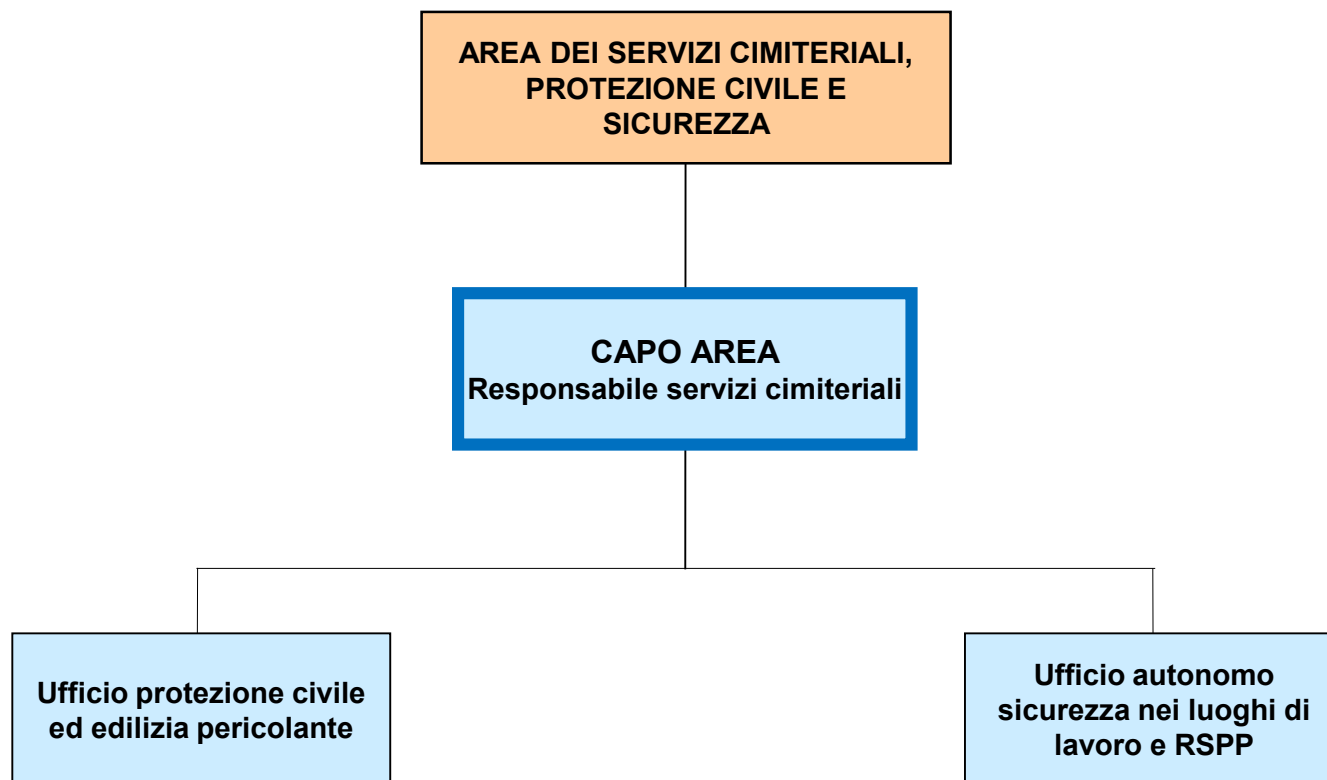 AREA DEI SERVIZI CIMITERIALI,
PROTEZIONE CIVILE E
SICUREZZA
CAPO AREA
Responsabile servizi cimiteriali
Ufficio protezione civile
ed edilizia pericolante
Ufficio autonomo
sicurezza nei luoghi di
lavoro e RSPP